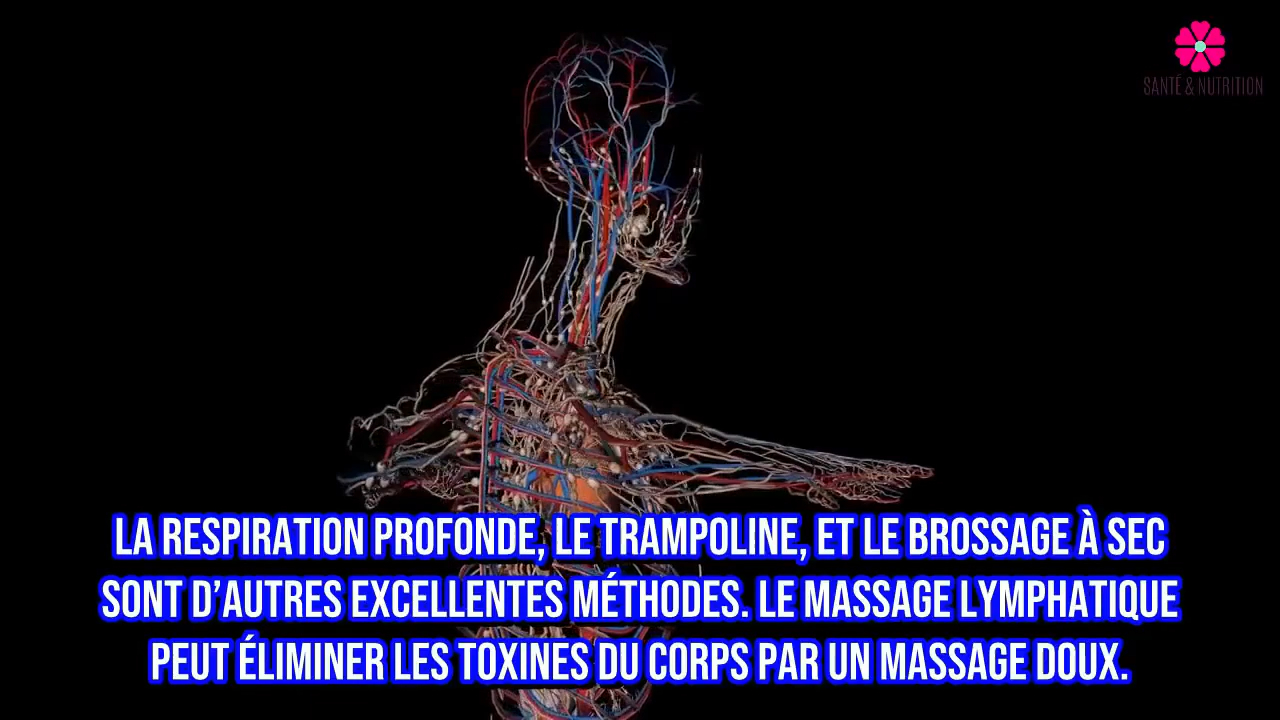 SANTÉ & NUTRITION
LA RESPIRATION PROFONDE, LE TRAMPOLINE, ET LE BROSSAGE À SEC
SONT D’AUTRES EXCELLENTES MÉTHODES. LE MASSAGE LYMPHATIQUE
PEUT ÉLIMINER LES TOXINES DU CORPS PAR UN MASSAGE DOUX.